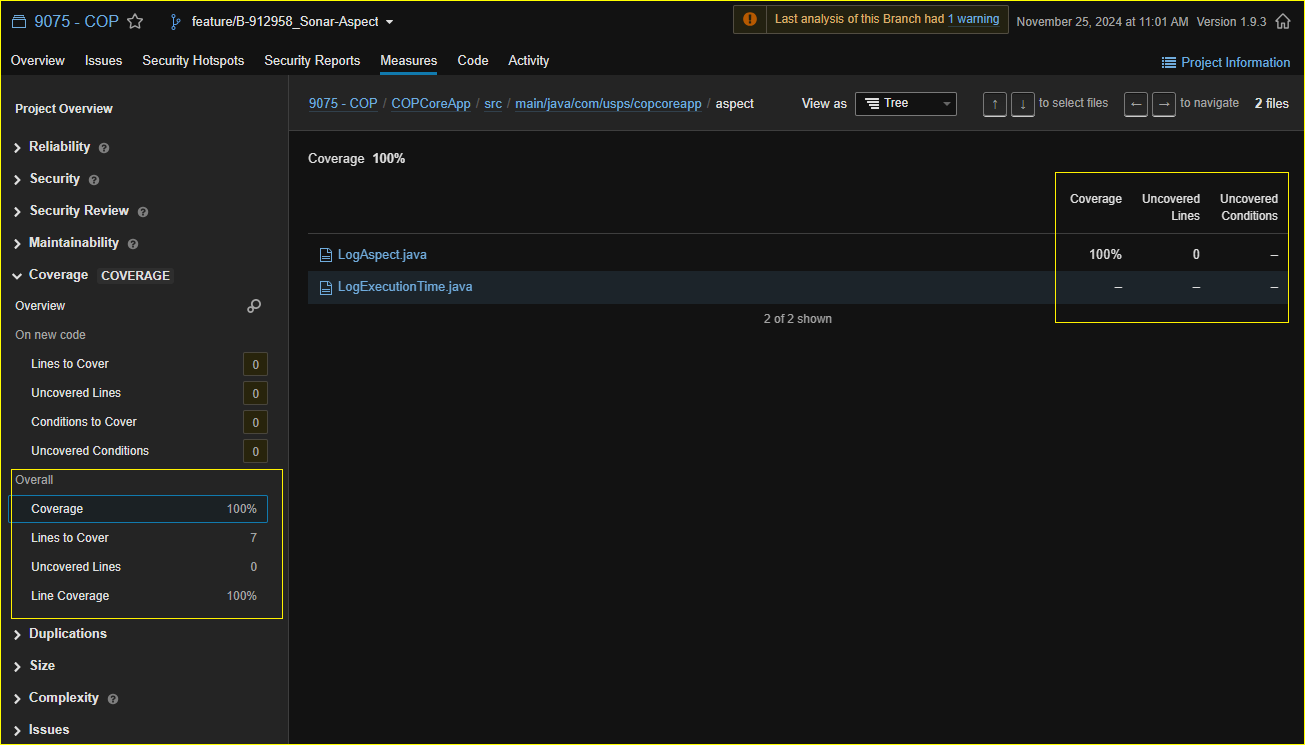 9075 - COP feature/B-912958_Sonar-Aspect Last analysis of this Branch had 1 warning November 25, 2024 at 11:01 AM Version 1.9.3
Overview Issues Security Hotspots Security Reports Measures Code Activity Project Information
Project Overview
Reliability ?
Security ?
Security Review ?
Maintainability ?
Coverage COVERAGE
Overview
On new code
Lines to Cover 0
Uncovered Lines 0
Conditions to Cover 0
Uncovered Conditions 0
Overall
Coverage 100%
Lines to Cover 7
Uncovered Lines 0
Line Coverage 100%
Duplications
Size
Complexity ?
Issues
9075 - COP / COPCoreApp / src / main/java/com/usps/copcoreapp / aspect View as Tree ↑ ↓ to select files ← → to navigate 2 files
Coverage 100%
Coverage Uncovered Lines Uncovered Conditions
LogAspect.java 100% 0 –
LogExecutionTime.java – – –
2 of 2 shown